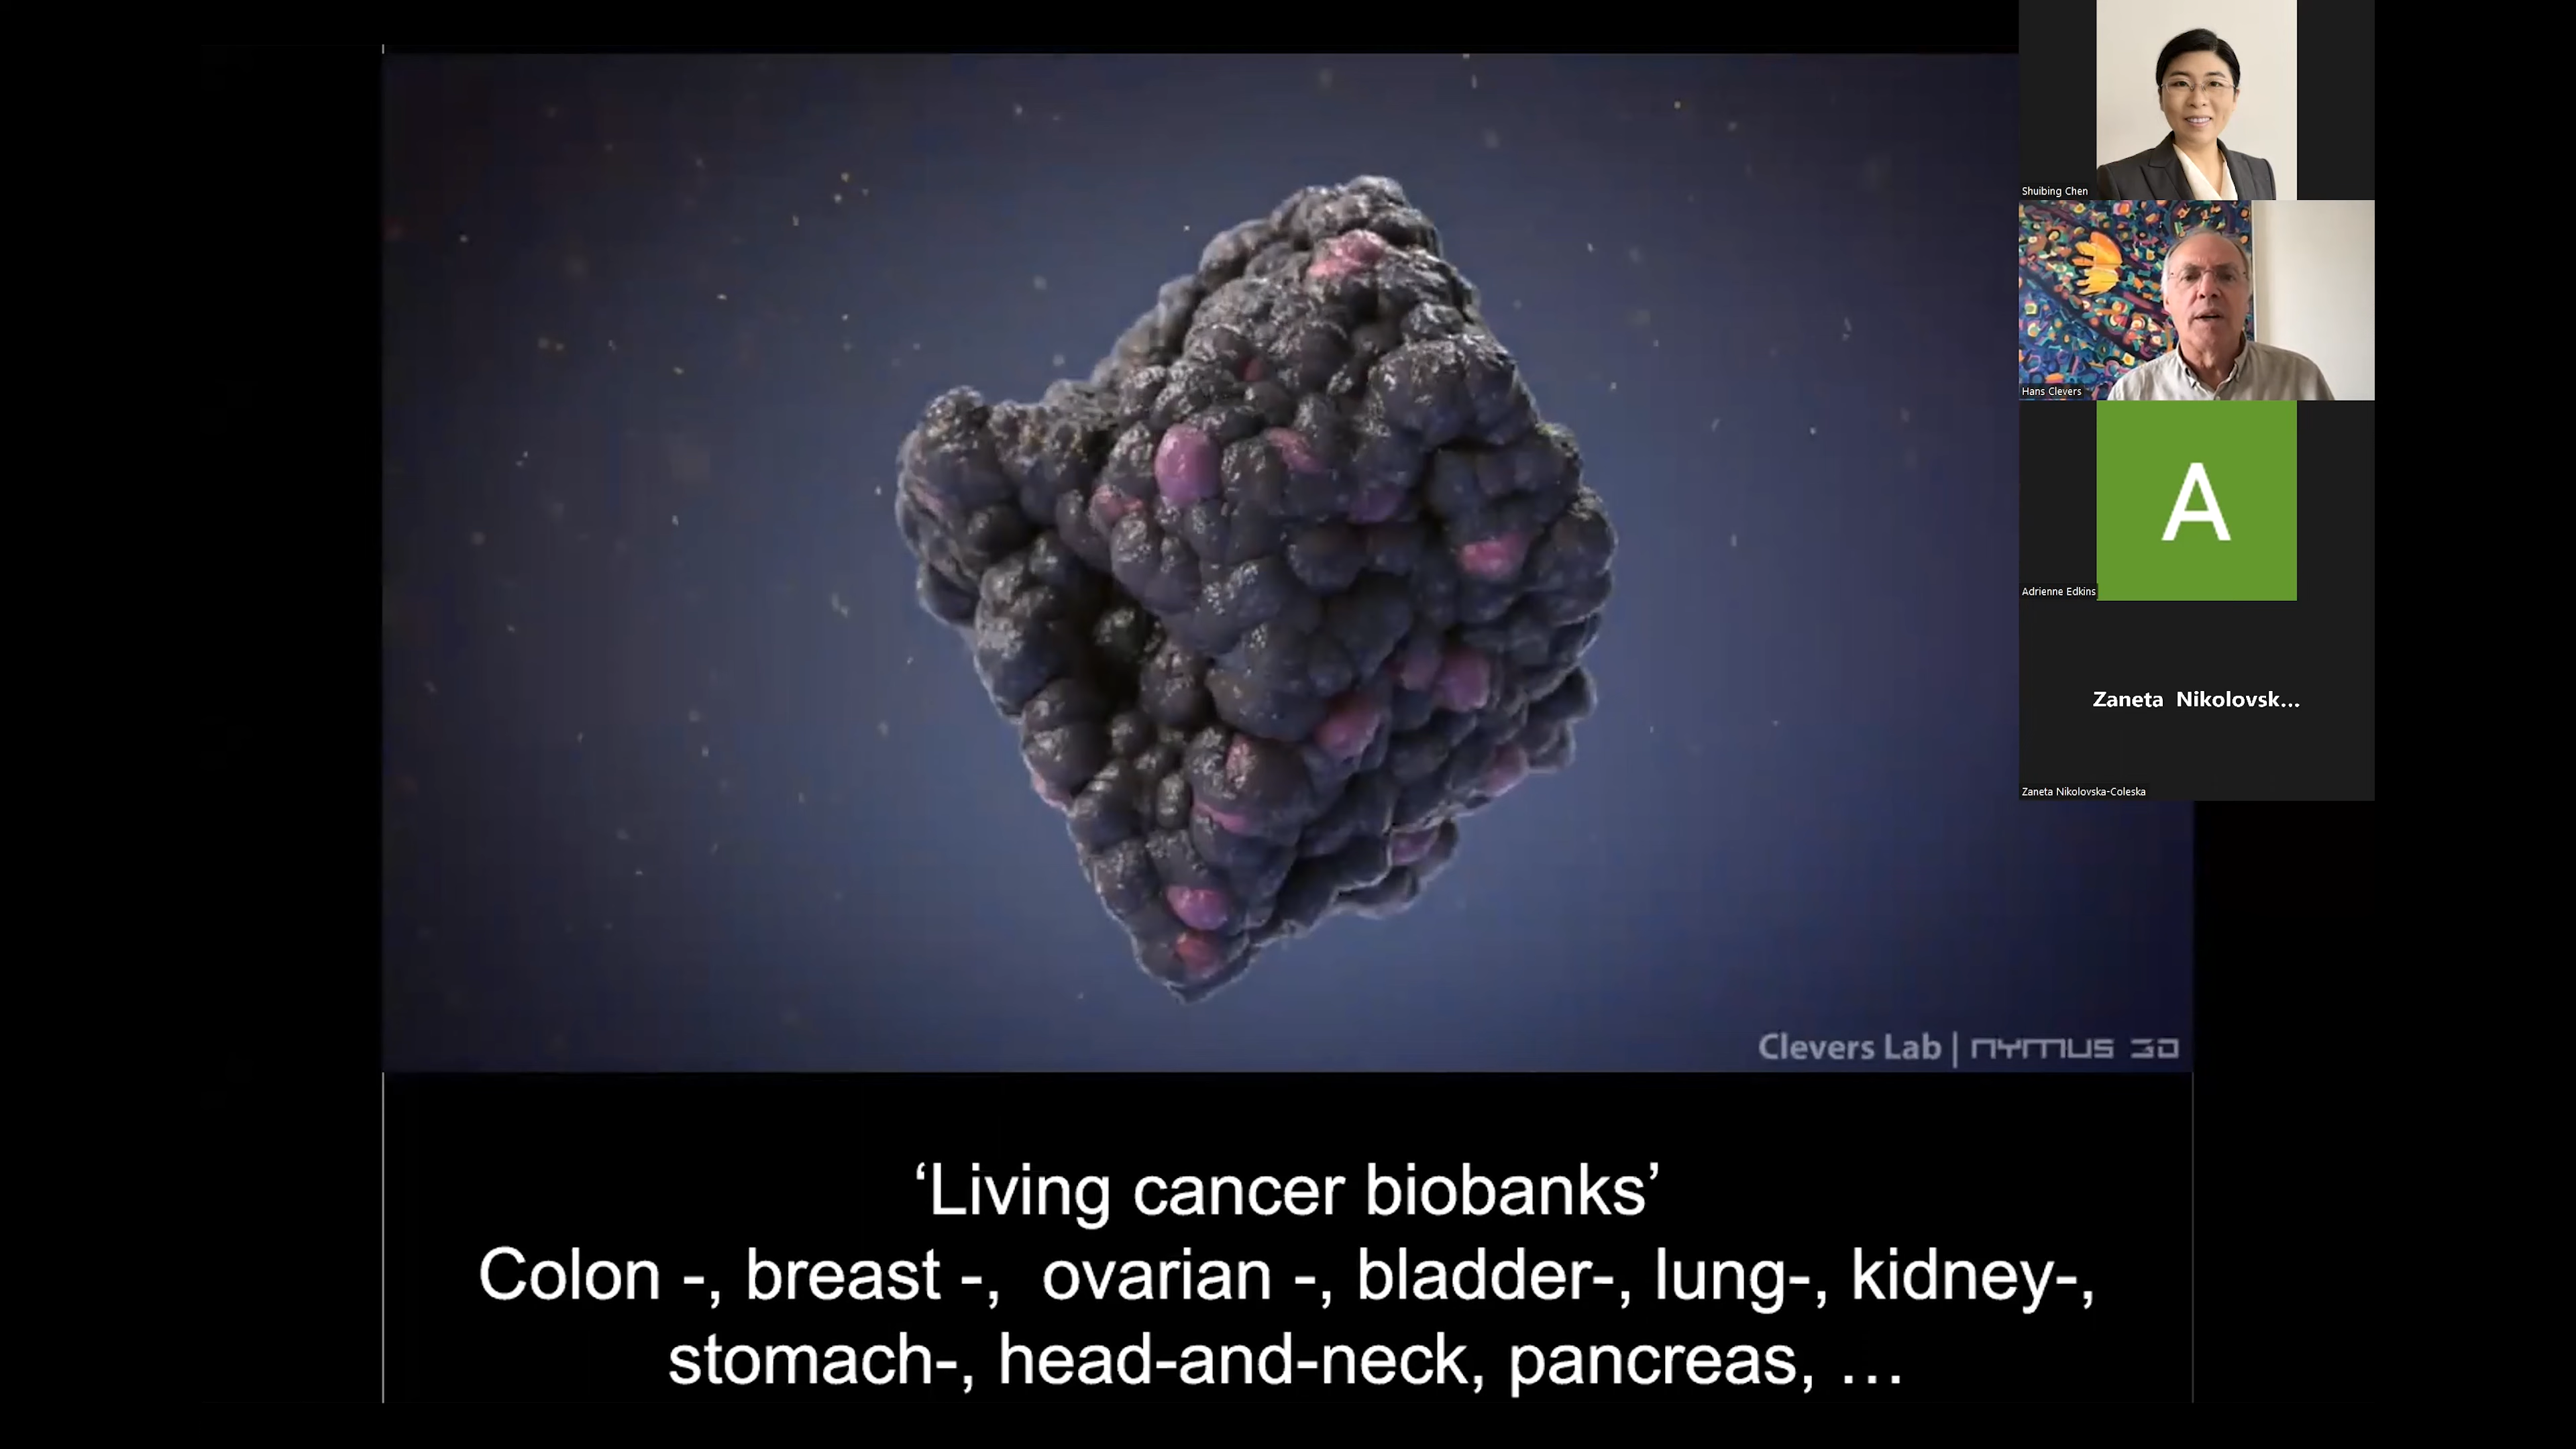 Shuibing Chen
Hans Clevers
A
Adrienne Edkins
Zaneta Nikolovsk...
Zaneta Nikolovska-Coleska
Clevers Lab | NYMUS 3D
‘Living cancer biobanks’
Colon -, breast -, ovarian -, bladder-, lung-, kidney-,
stomach-, head-and-neck, pancreas, …